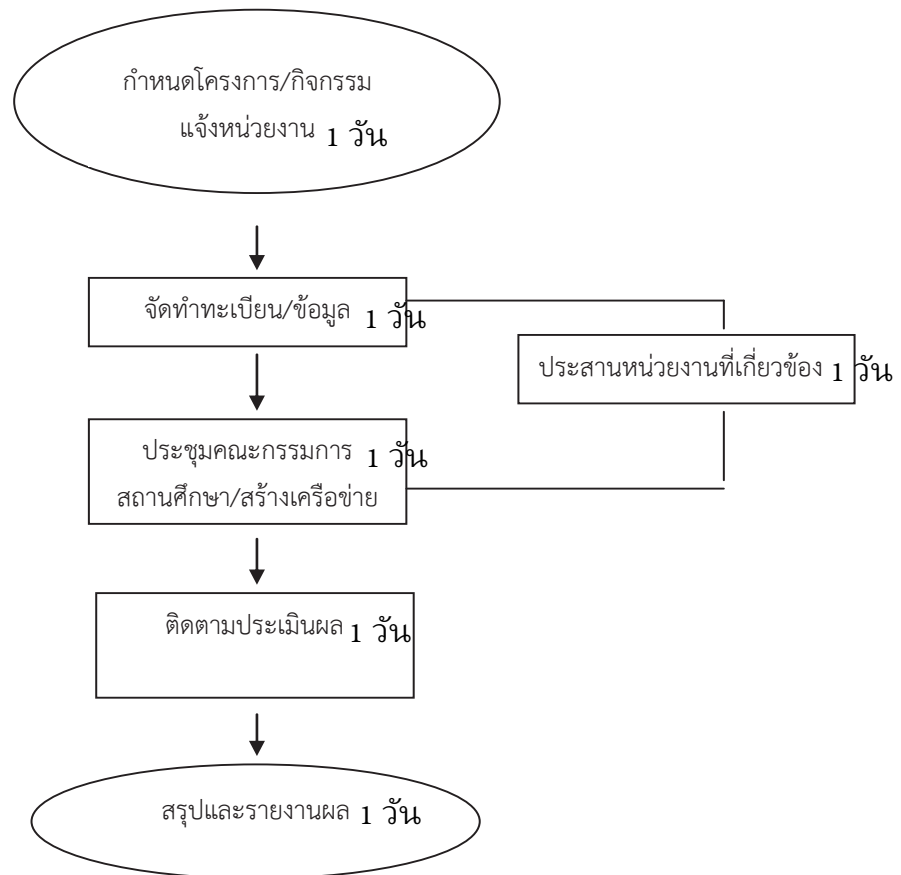 กำหนดโครงการ/กิจกรรม
แจ้งหน่วยงาน 1 วัน
จัดทำทะเบียน/ข้อมูล 1 วัน
ประสานหน่วยงานที่เกี่ยวข้อง 1 วัน
ประชุมคณะกรรมการ 1 วัน
สถานศึกษา/สร้างเครือข่าย
ติดตามประเมินผล 1 วัน
สรุปและรายงานผล 1 วัน